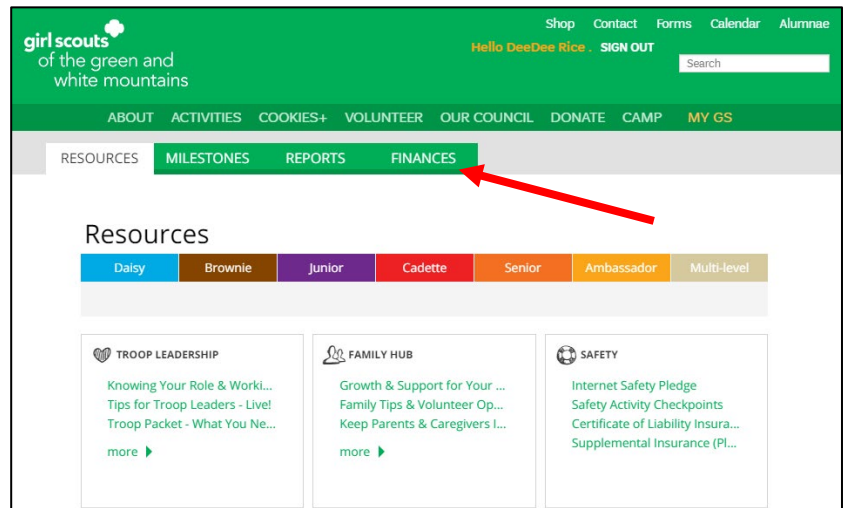 Shop Contact Forms Calendar Alumnae
girl scouts
of the green and
white mountains
Hello DeeDee Rice . SIGN OUT
Search
ABOUT ACTIVITIES COOKIES+ VOLUNTEER OUR COUNCIL DONATE CAMP MY GS
RESOURCES MILESTONES REPORTS FINANCES
Resources
Daisy Brownie Junior Cadette Senior Ambassador Multi-level
TROOP LEADERSHIP
Knowing Your Role & Worki...
Tips for Troop Leaders - Live!
Troop Packet - What You Ne...
more
FAMILY HUB
Growth & Support for Your ...
Family Tips & Volunteer Op...
Keep Parents & Caregivers I...
more
SAFETY
Internet Safety Pledge
Safety Activity Checkpoints
Certificate of Liability Insura...
Supplemental Insurance (Pl...